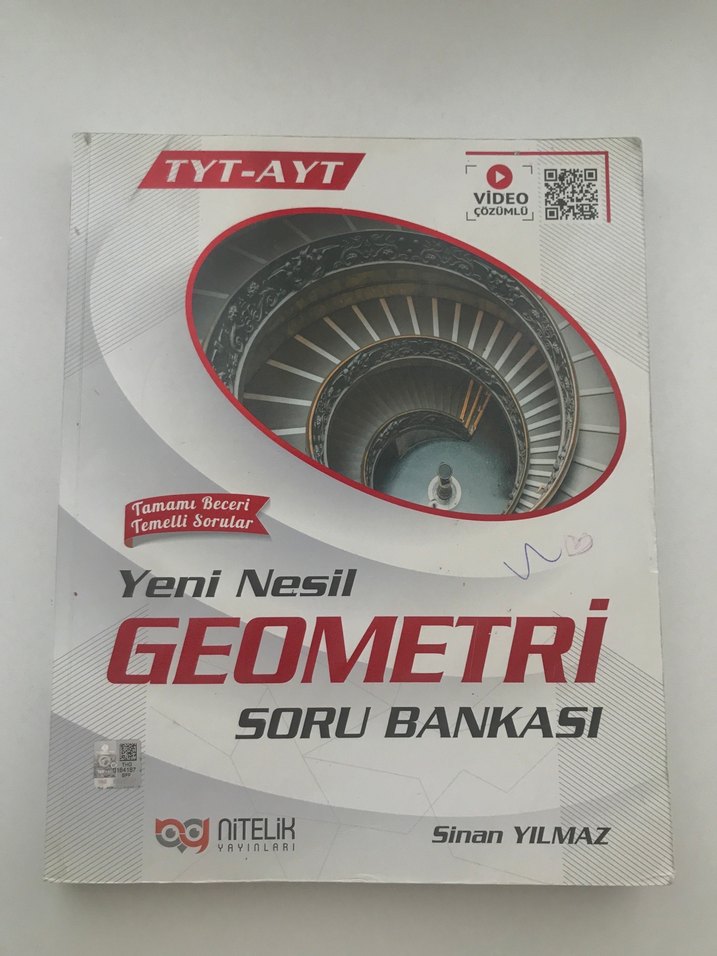 TYT-AYT
VİDEO
ÇÖZÜMLÜ
Tamamı Beceri
Temelli Sorular
Yeni Nesil
GEOMETRİ
SORU BANKASI
NİTELİK
YAYINLARI
Sinan YILMAZ